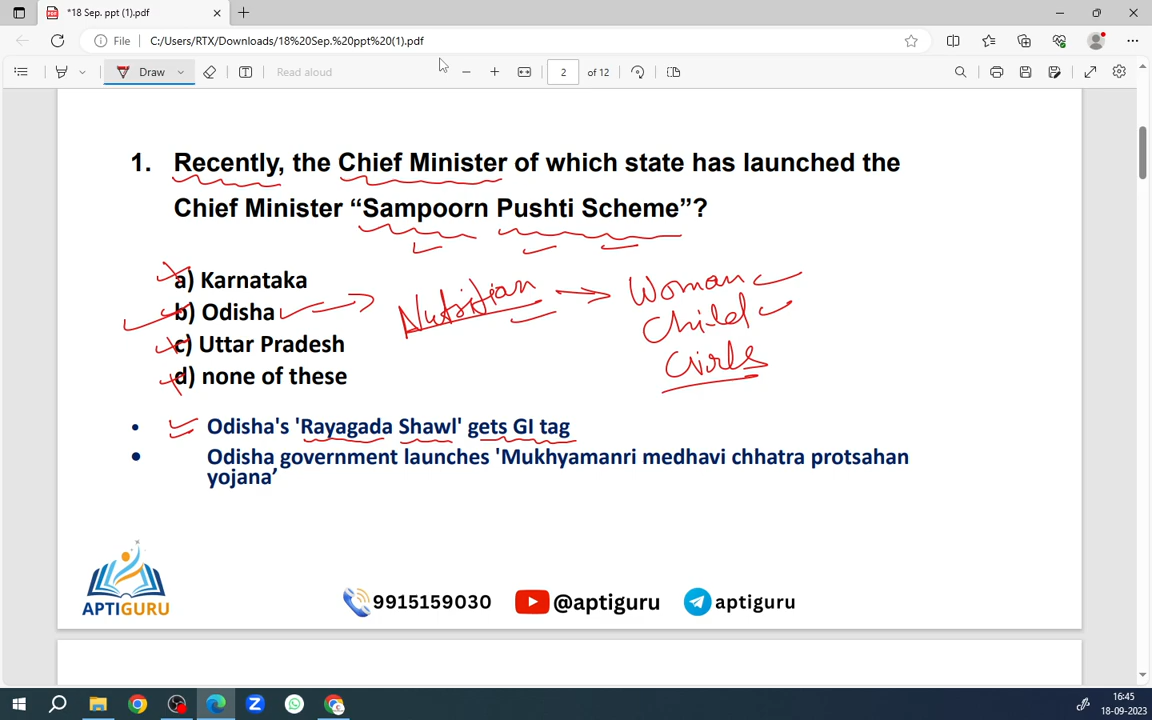 *18 Sep. ppt (1).pdf
File
C:/Users/RTX/Downloads/18%20Sep.%20ppt%20(1).pdf
Draw
Read aloud
2
of 12
1. Recently, the Chief Minister of which state has launched the
Chief Minister “Sampoorn Pushti Scheme”?
a) Karnataka
b) Odisha
c) Uttar Pradesh
d) none of these
Nutrition
Woman
Child
Girls
• Odisha's 'Rayagada Shawl' gets GI tag
• Odisha government launches 'Mukhyamanri medhavi chhatra protsahan
yojana’
APTIGURU
9915159030
@aptiguru
aptiguru
16:45
18-09-2023